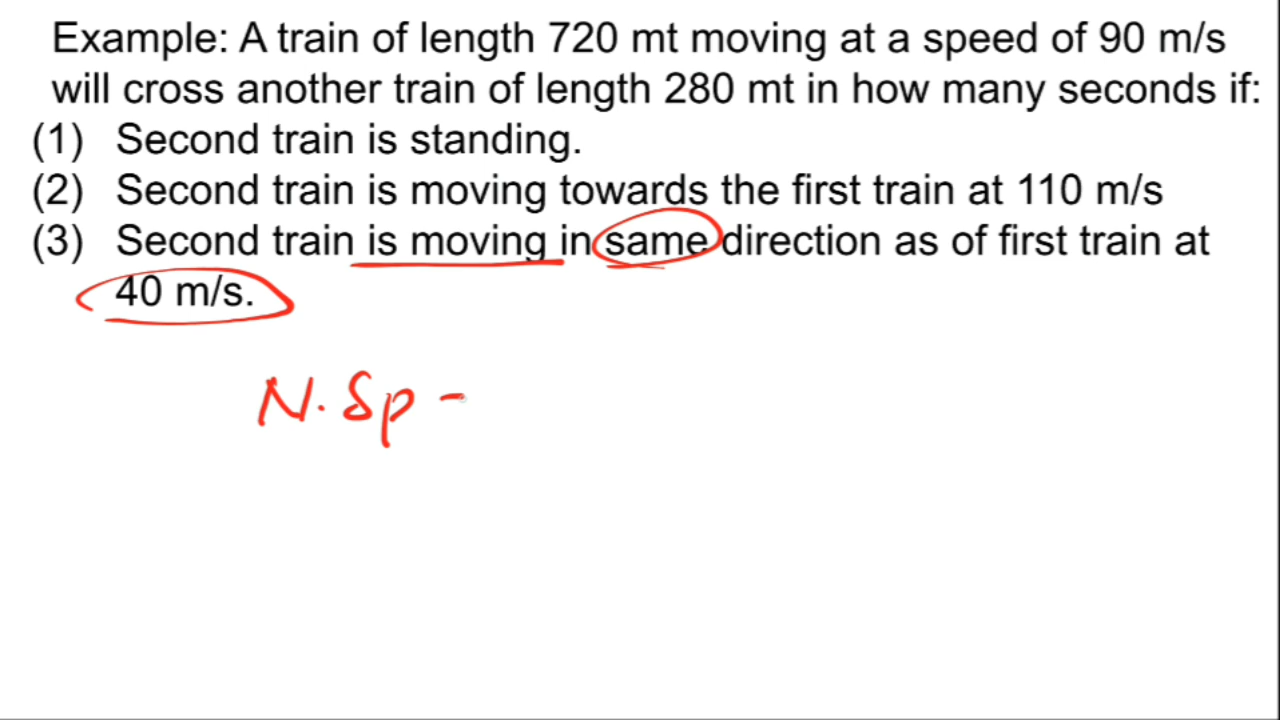 Example: A train of length 720 mt moving at a speed of 90 m/s
will cross another train of length 280 mt in how many seconds if:
(1) Second train is standing.
(2) Second train is moving towards the first train at 110 m/s
(3) Second train is moving in same direction as of first train at
40 m/s.
N. Sp -